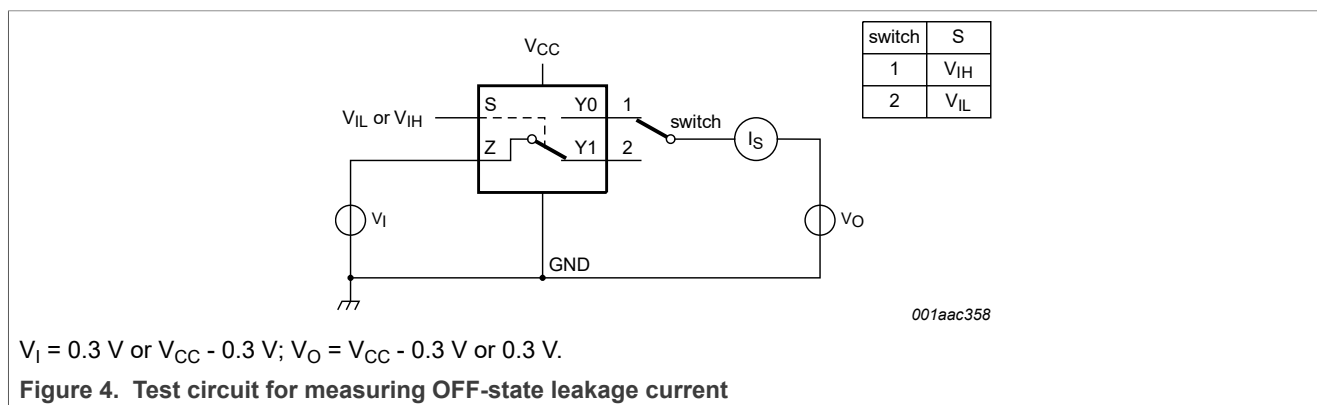 switch S
1 VIH
2 VIL
VCC
VIL or VIH
S Y0 1
switch
IS
Z Y1 2
VI
VO
GND
001aac358
VI = 0.3 V or VCC - 0.3 V; VO = VCC - 0.3 V or 0.3 V.
Figure 4. Test circuit for measuring OFF-state leakage current